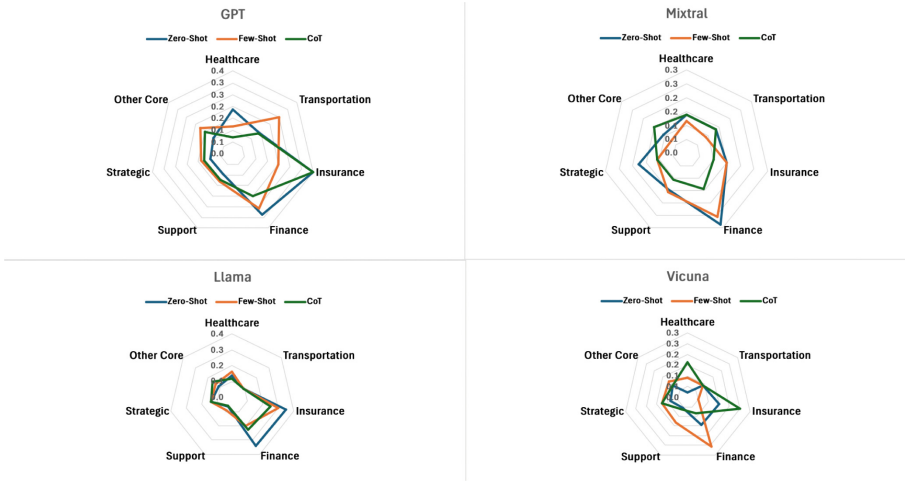 GPT
Zero-Shot Few-Shot CoT
Healthcare
0.4
0.3
0.3
0.2
0.2
0.1
0.1
0.0
Other Core
Transportation
Strategic
Insurance
Support
Finance
Mixtral
Zero-Shot Few-Shot CoT
Healthcare
0.3
0.3
0.2
0.2
0.1
0.1
0.0
Other Core
Transportation
Strategic
Insurance
Support
Finance
Llama
Zero-Shot Few-Shot CoT
Healthcare
0.4
0.3
0.2
0.0
Other Core
Transportation
Strategic
Insurance
Support
Finance
Vicuna
Zero-Shot Few-Shot CoT
Healthcare
0.3
0.3
0.2
0.2
0.1
0.1
0.0
Other Core
Transportation
Strategic
Insurance
Support
Finance